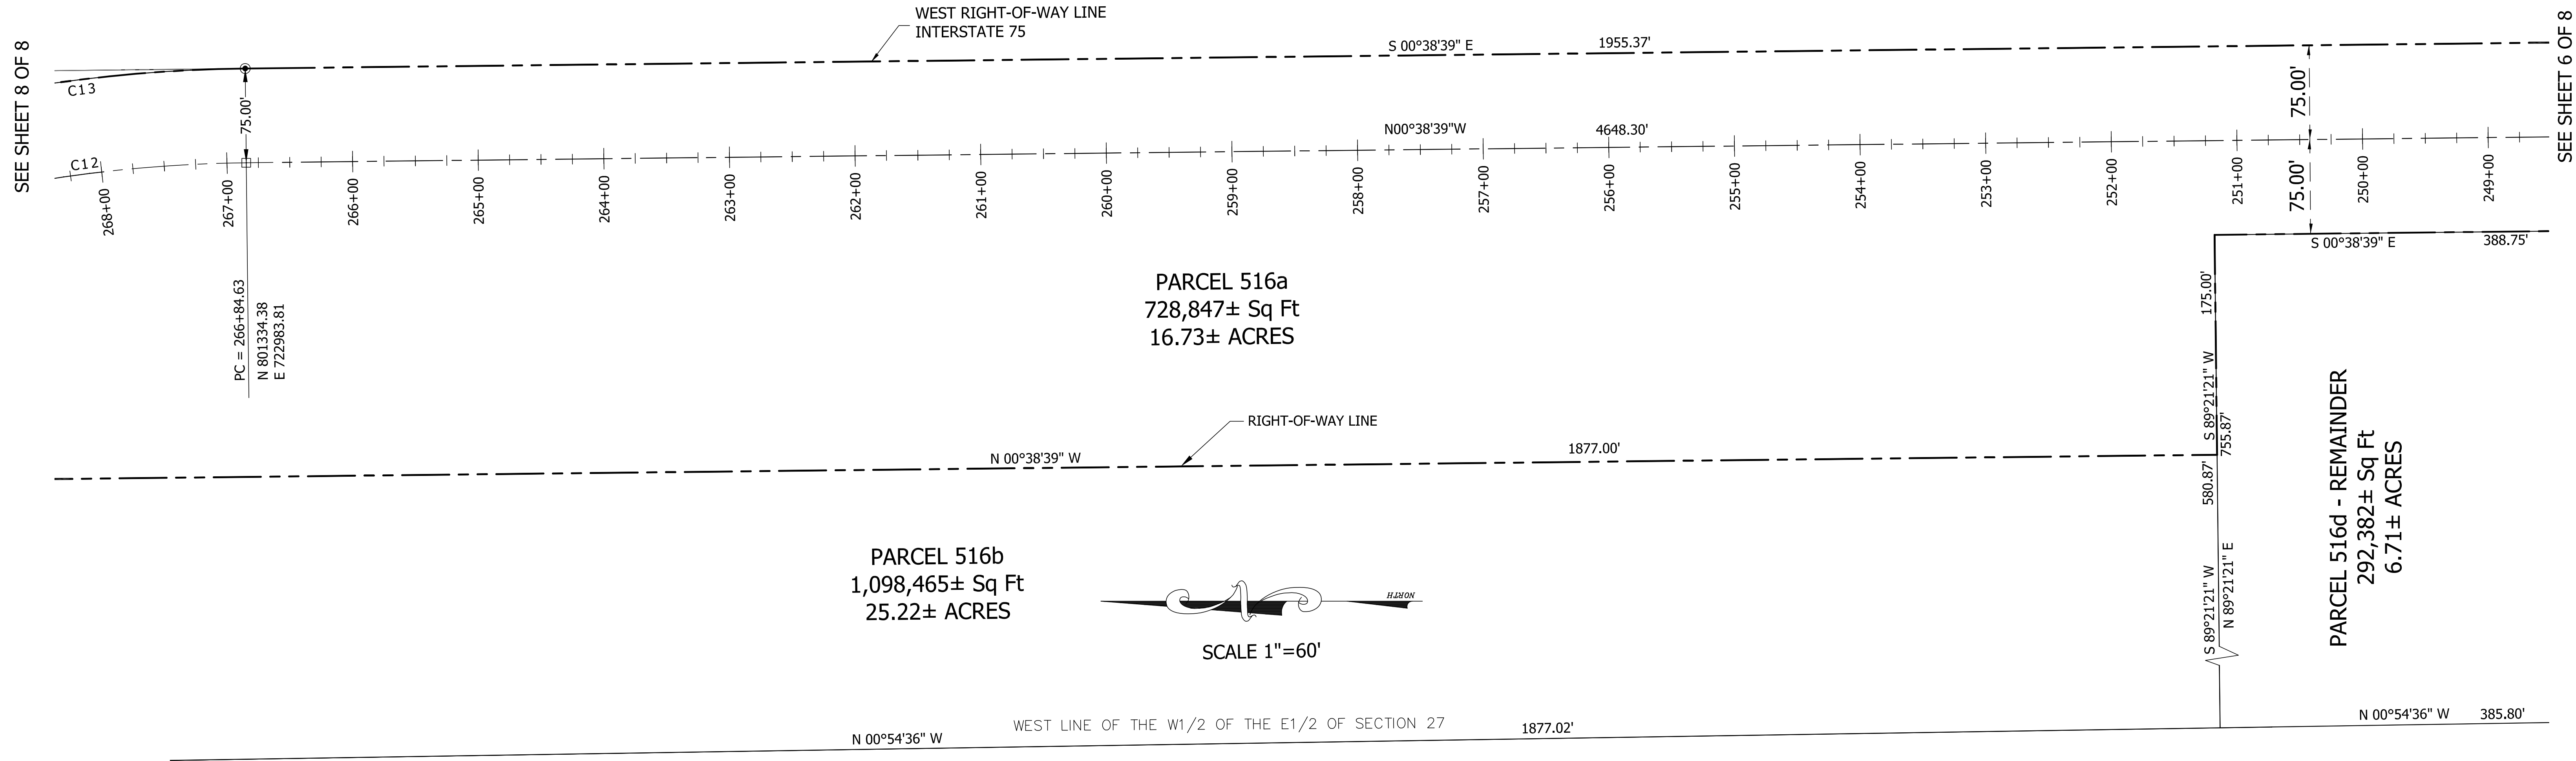 WEST RIGHT-OF-WAY LINE
INTERSTATE 75
S 00°38'39" E
1955.37'
SEE SHEET 8 OF 8
SEE SHEET 6 OF 8
C13
75.00'
75.00'
N00°38'39"W
4648.30'
C12
268+00
267+00
266+00
265+00
264+00
263+00
262+00
261+00
260+00
259+00
258+00
257+00
256+00
255+00
254+00
253+00
252+00
251+00
250+00
249+00
75.00'
S 00°38'39" E
388.75'
PC = 266+84.63
N 801334.38
E 722983.81
PARCEL 516a
728,847± Sq Ft
16.73± ACRES
175.00'
S 89°21'21" W
755.87'
RIGHT-OF-WAY LINE
N 00°38'39" W
1877.00'
580.87'
S 89°21'21" W
N 89°21'21" E
PARCEL 516d - REMAINDER
292,382± Sq Ft
6.71± ACRES
PARCEL 516b
1,098,465± Sq Ft
25.22± ACRES
NORTH
SCALE 1"=60'
WEST LINE OF THE W1/2 OF THE E1/2 OF SECTION 27
N 00°54'36" W
1877.02'
N 00°54'36" W
385.80'